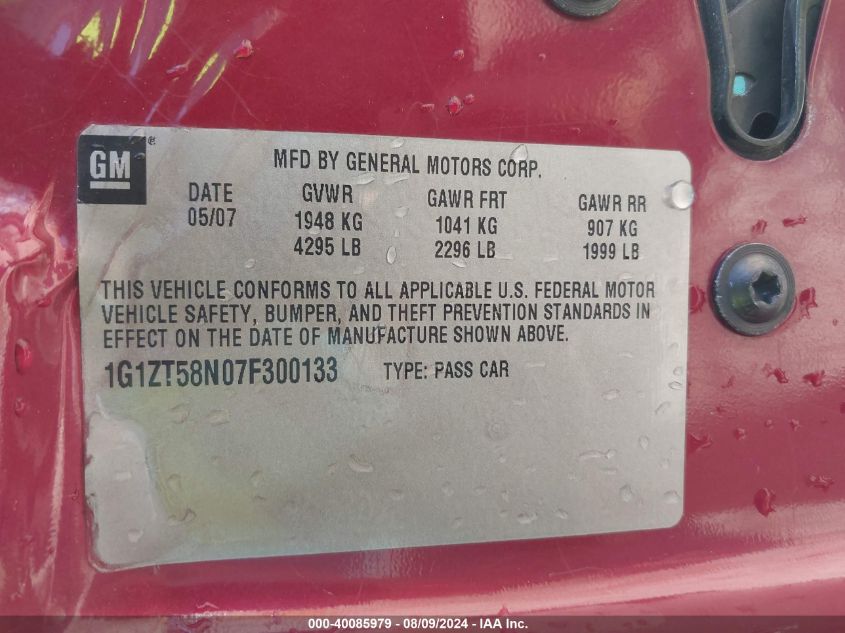 GM®
MFD BY GENERAL MOTORS CORP.
DATE GVWR GAWR FRT GAWR RR
05/07 1948 KG 1041 KG 907 KG
4295 LB 2296 LB 1999 LB
THIS VEHICLE CONFORMS TO ALL APPLICABLE U.S. FEDERAL MOTOR
VEHICLE SAFETY, BUMPER, AND THEFT PREVENTION STANDARDS IN
EFFECT ON THE DATE OF MANUFACTURE SHOWN ABOVE.
1G1ZT58N07F300133 TYPE: PASS CAR
000-40085979 - 08/09/2024 - IAA Inc.